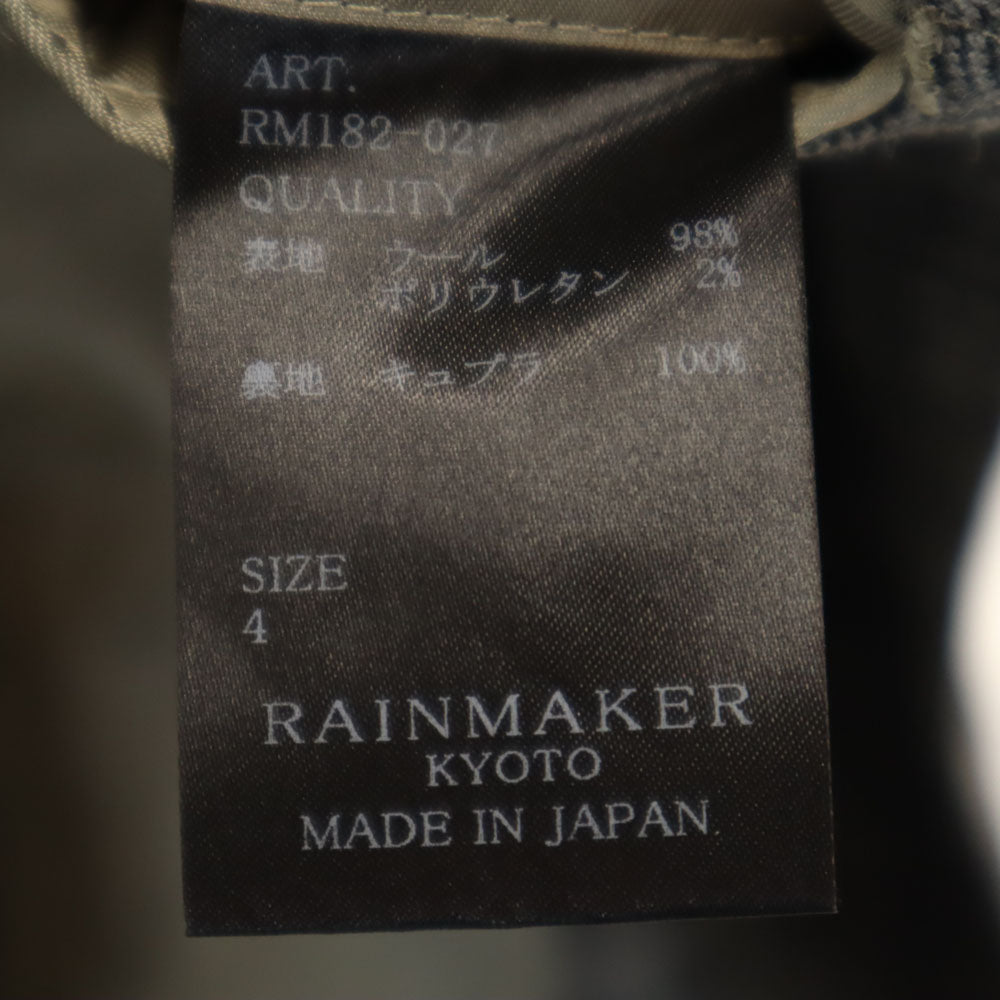 ART.
RM182-027
QUALITY
表地 ウール 98%
ポリウレタン 2%
裏地 キュプラ 100%
SIZE
4
RAINMAKER
KYOTO
MADE IN JAPAN.